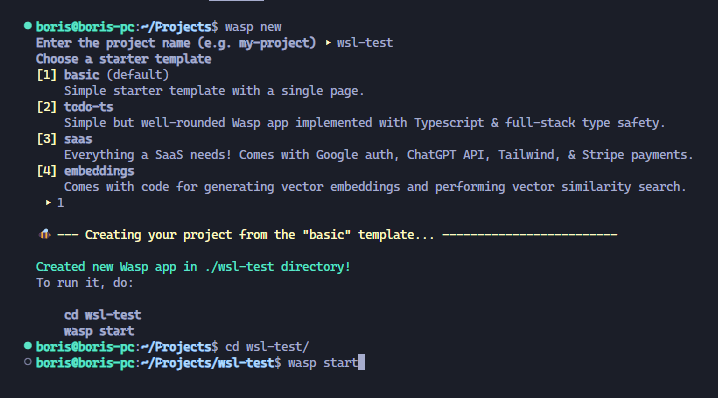 boris@boris-pc:~/Projects$ wasp new
Enter the project name (e.g. my-project) ▸ wsl-test
Choose a starter template
[1] basic (default)
    Simple starter template with a single page.
[2] todo-ts
    Simple but well-rounded Wasp app implemented with Typescript & full-stack type safety.
[3] saas
    Everything a SaaS needs! Comes with Google auth, ChatGPT API, Tailwind, & Stripe payments.
[4] embeddings
    Comes with code for generating vector embeddings and performing vector similarity search.
 ▸ 1
🐝 --- Creating your project from the "basic" template... -------------------------
Created new Wasp app in ./wsl-test directory!
To run it, do:
    cd wsl-test
    wasp start
boris@boris-pc:~/Projects$ cd wsl-test/
boris@boris-pc:~/Projects/wsl-test$ wasp start